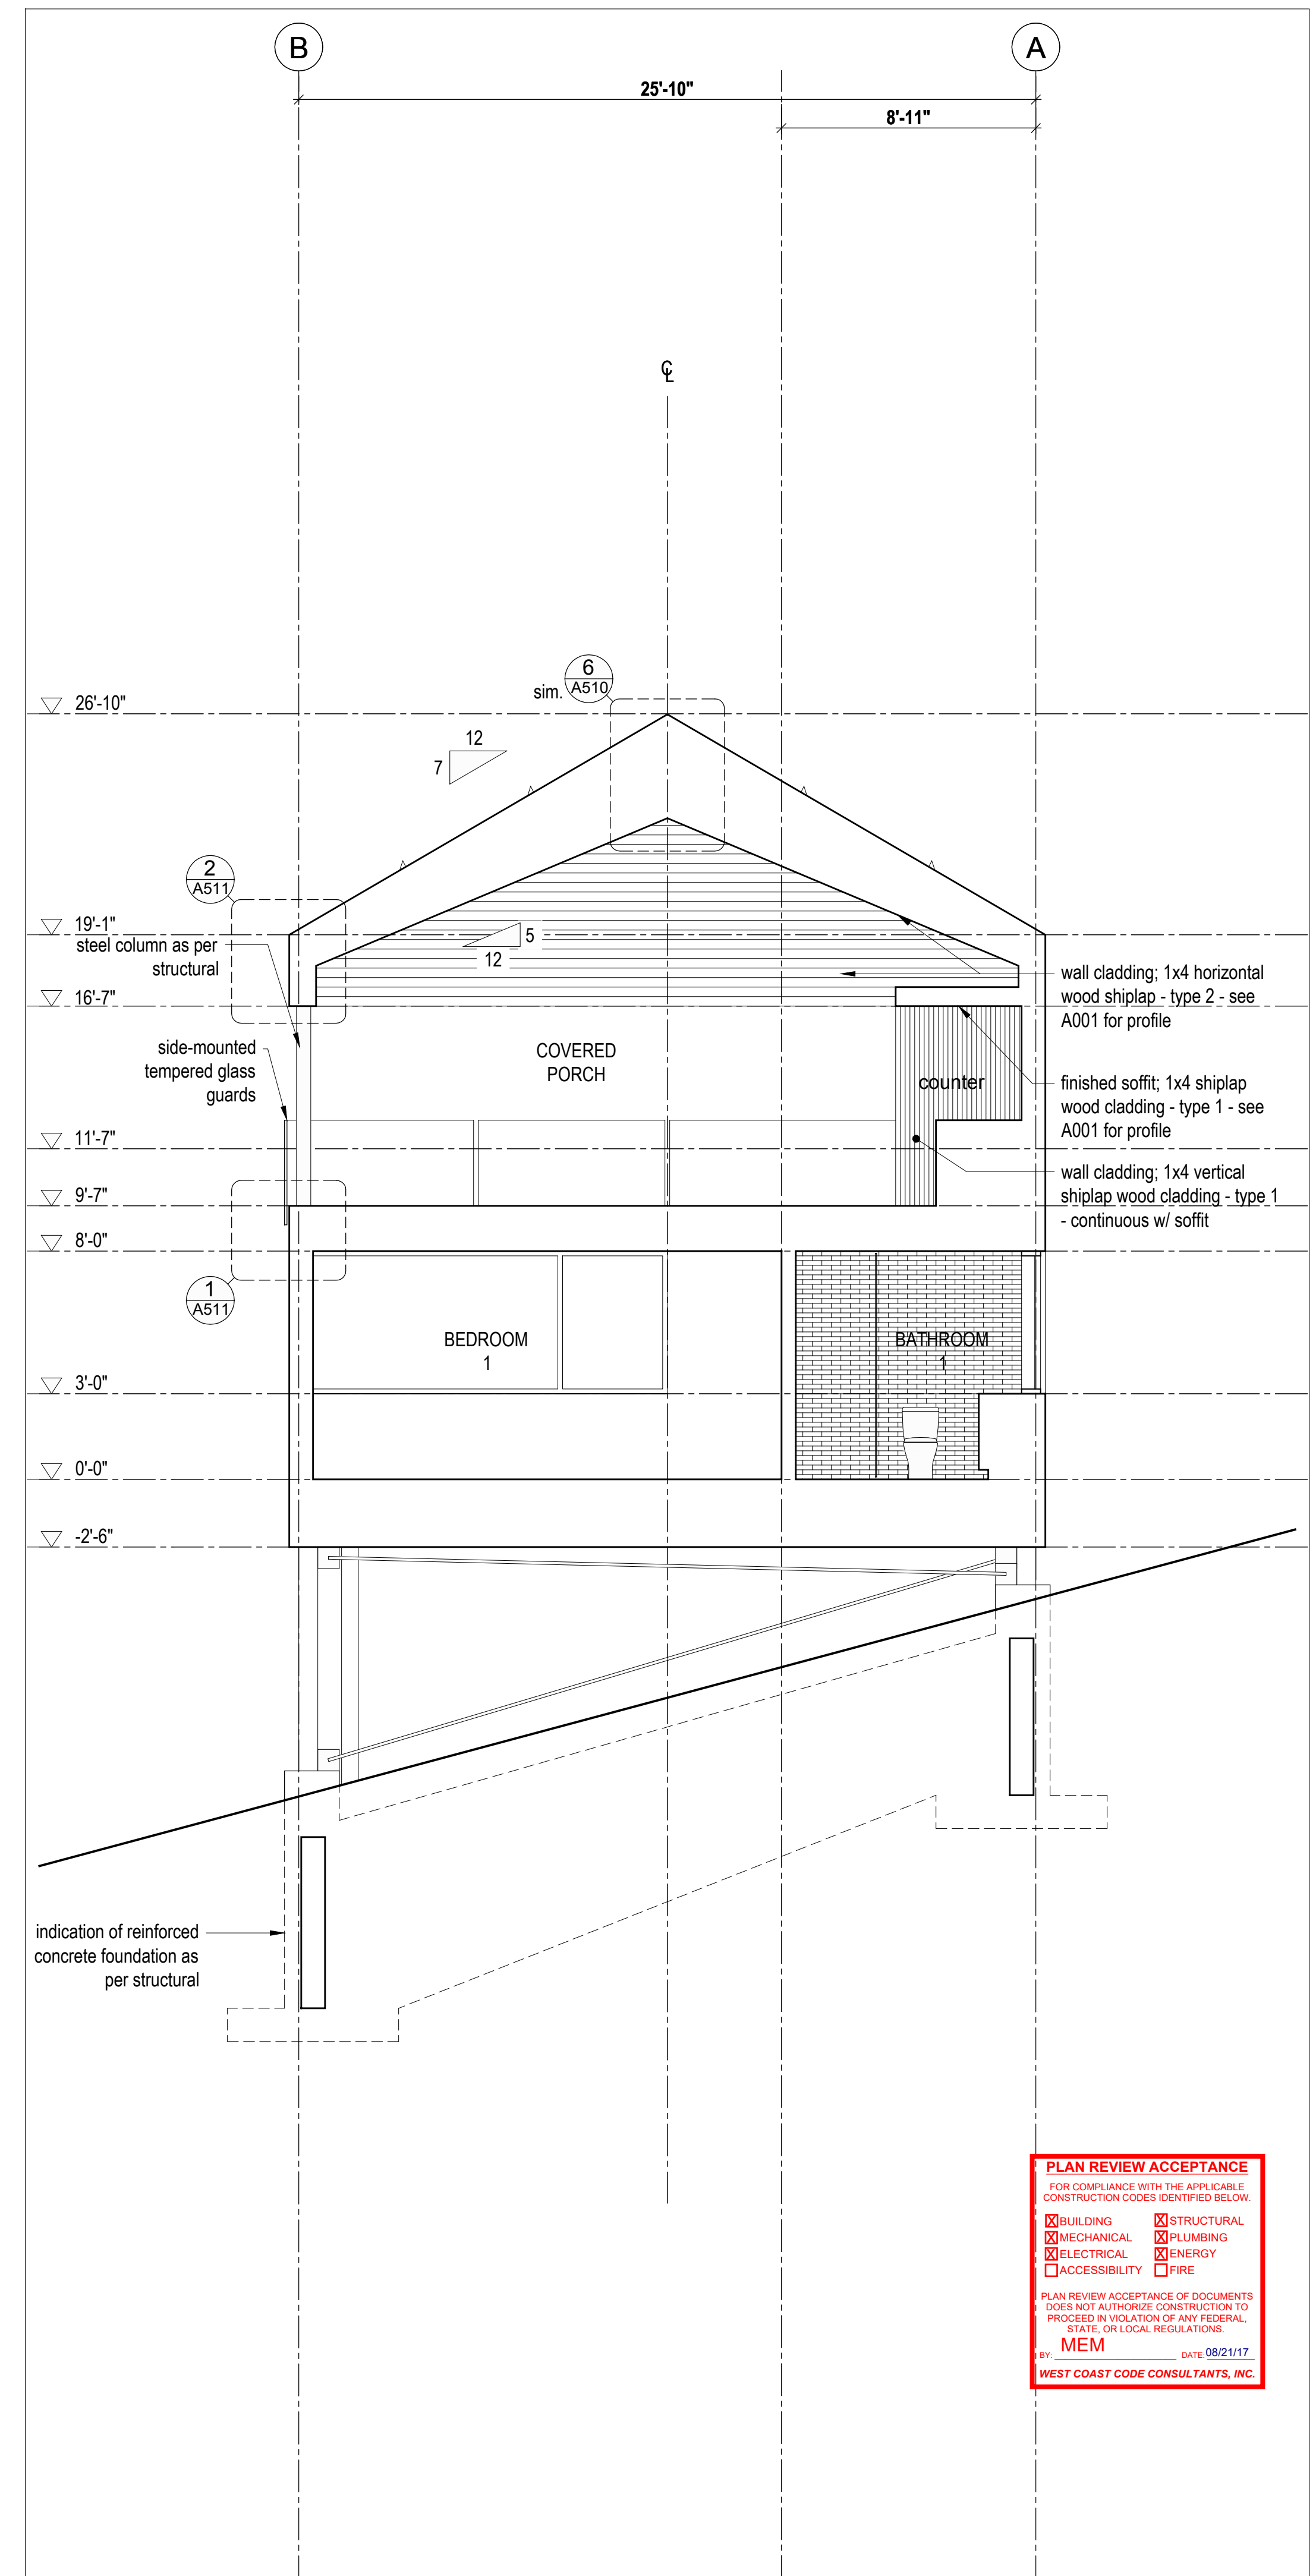 B
A
25'-10"
8'-11"
℄
6
A510
sim.
26'-10"
12
7
2
A511
19'-1"
steel column as per
structural
5
12
16'-7"
wall cladding; 1x4 horizontal
wood shiplap - type 2 - see
A001 for profile
side-mounted
tempered glass
guards
COVERED
PORCH
counter
finished soffit; 1x4 shiplap
wood cladding - type 1 - see
A001 for profile
11'-7"
wall cladding; 1x4 vertical
shiplap wood cladding - type 1
- continuous w/ soffit
9'-7"
8'-0"
1
A511
BEDROOM
1
BATHROOM
1
3'-0"
0'-0"
-2'-6"
indication of reinforced
concrete foundation as
per structural
PLAN REVIEW ACCEPTANCE
FOR COMPLIANCE WITH THE APPLICABLE
CONSTRUCTION CODES IDENTIFIED BELOW.
X BUILDING X STRUCTURAL
X MECHANICAL X PLUMBING
X ELECTRICAL X ENERGY
ACCESSIBILITY FIRE
PLAN REVIEW ACCEPTANCE OF DOCUMENTS
DOES NOT AUTHORIZE CONSTRUCTION TO
PROCEED IN VIOLATION OF ANY FEDERAL,
STATE, OR LOCAL REGULATIONS.
BY: MEM DATE: 08/21/17
WEST COAST CODE CONSULTANTS, INC.